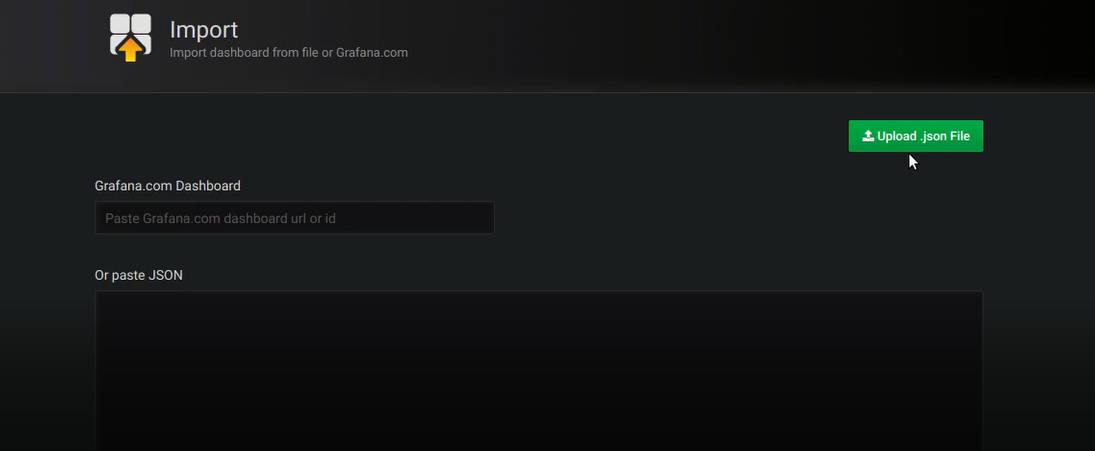 Import
Import dashboard from file or Grafana.com
Upload .json File
Grafana.com Dashboard
Paste Grafana.com dashboard url or id
Or paste JSON